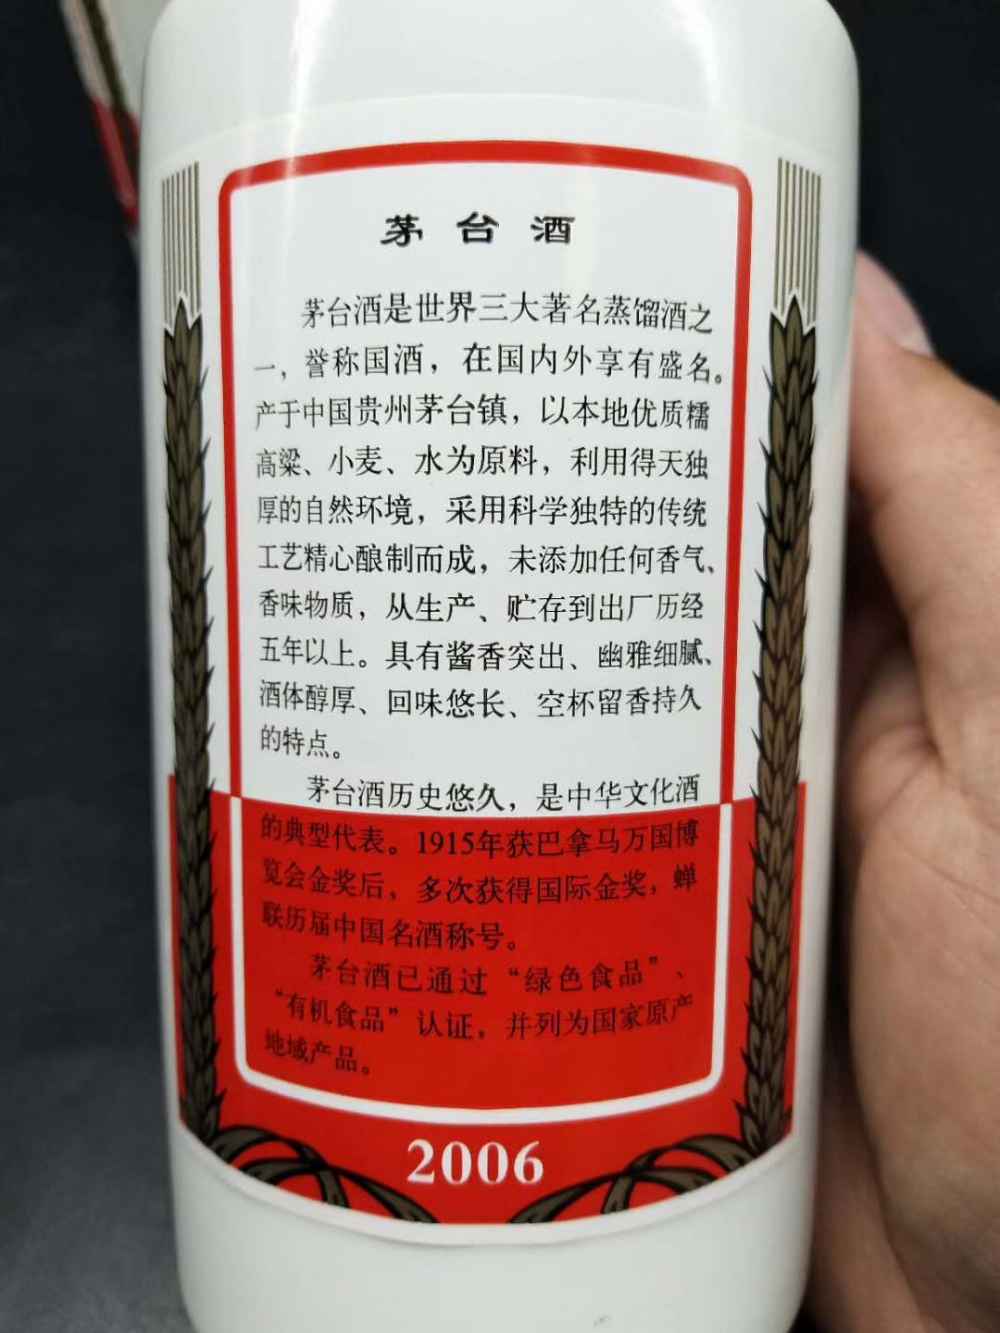 茅台酒
茅台酒是世界三大著名蒸馏酒之
一，誉称国酒，在国内外享有盛名。
产于中国贵州茅台镇，以本地优质糯
高粱、小麦、水为原料，利用得天独
厚的自然环境，采用科学独特的传统
工艺精心酿制而成，未添加任何香气、
香味物质，从生产、贮存到出厂历经
五年以上。具有酱香突出、幽雅细腻、
酒体醇厚、回味悠长、空杯留香持久
的特点。
茅台酒历史悠久，是中华文化酒
的典型代表。1915年获巴拿马万国博
览会金奖后，多次获得国际金奖，蝉
联历届中国名酒称号。
茅台酒已通过“绿色食品”、
“有机食品”认证，并列为国家原产
地域产品。
2006